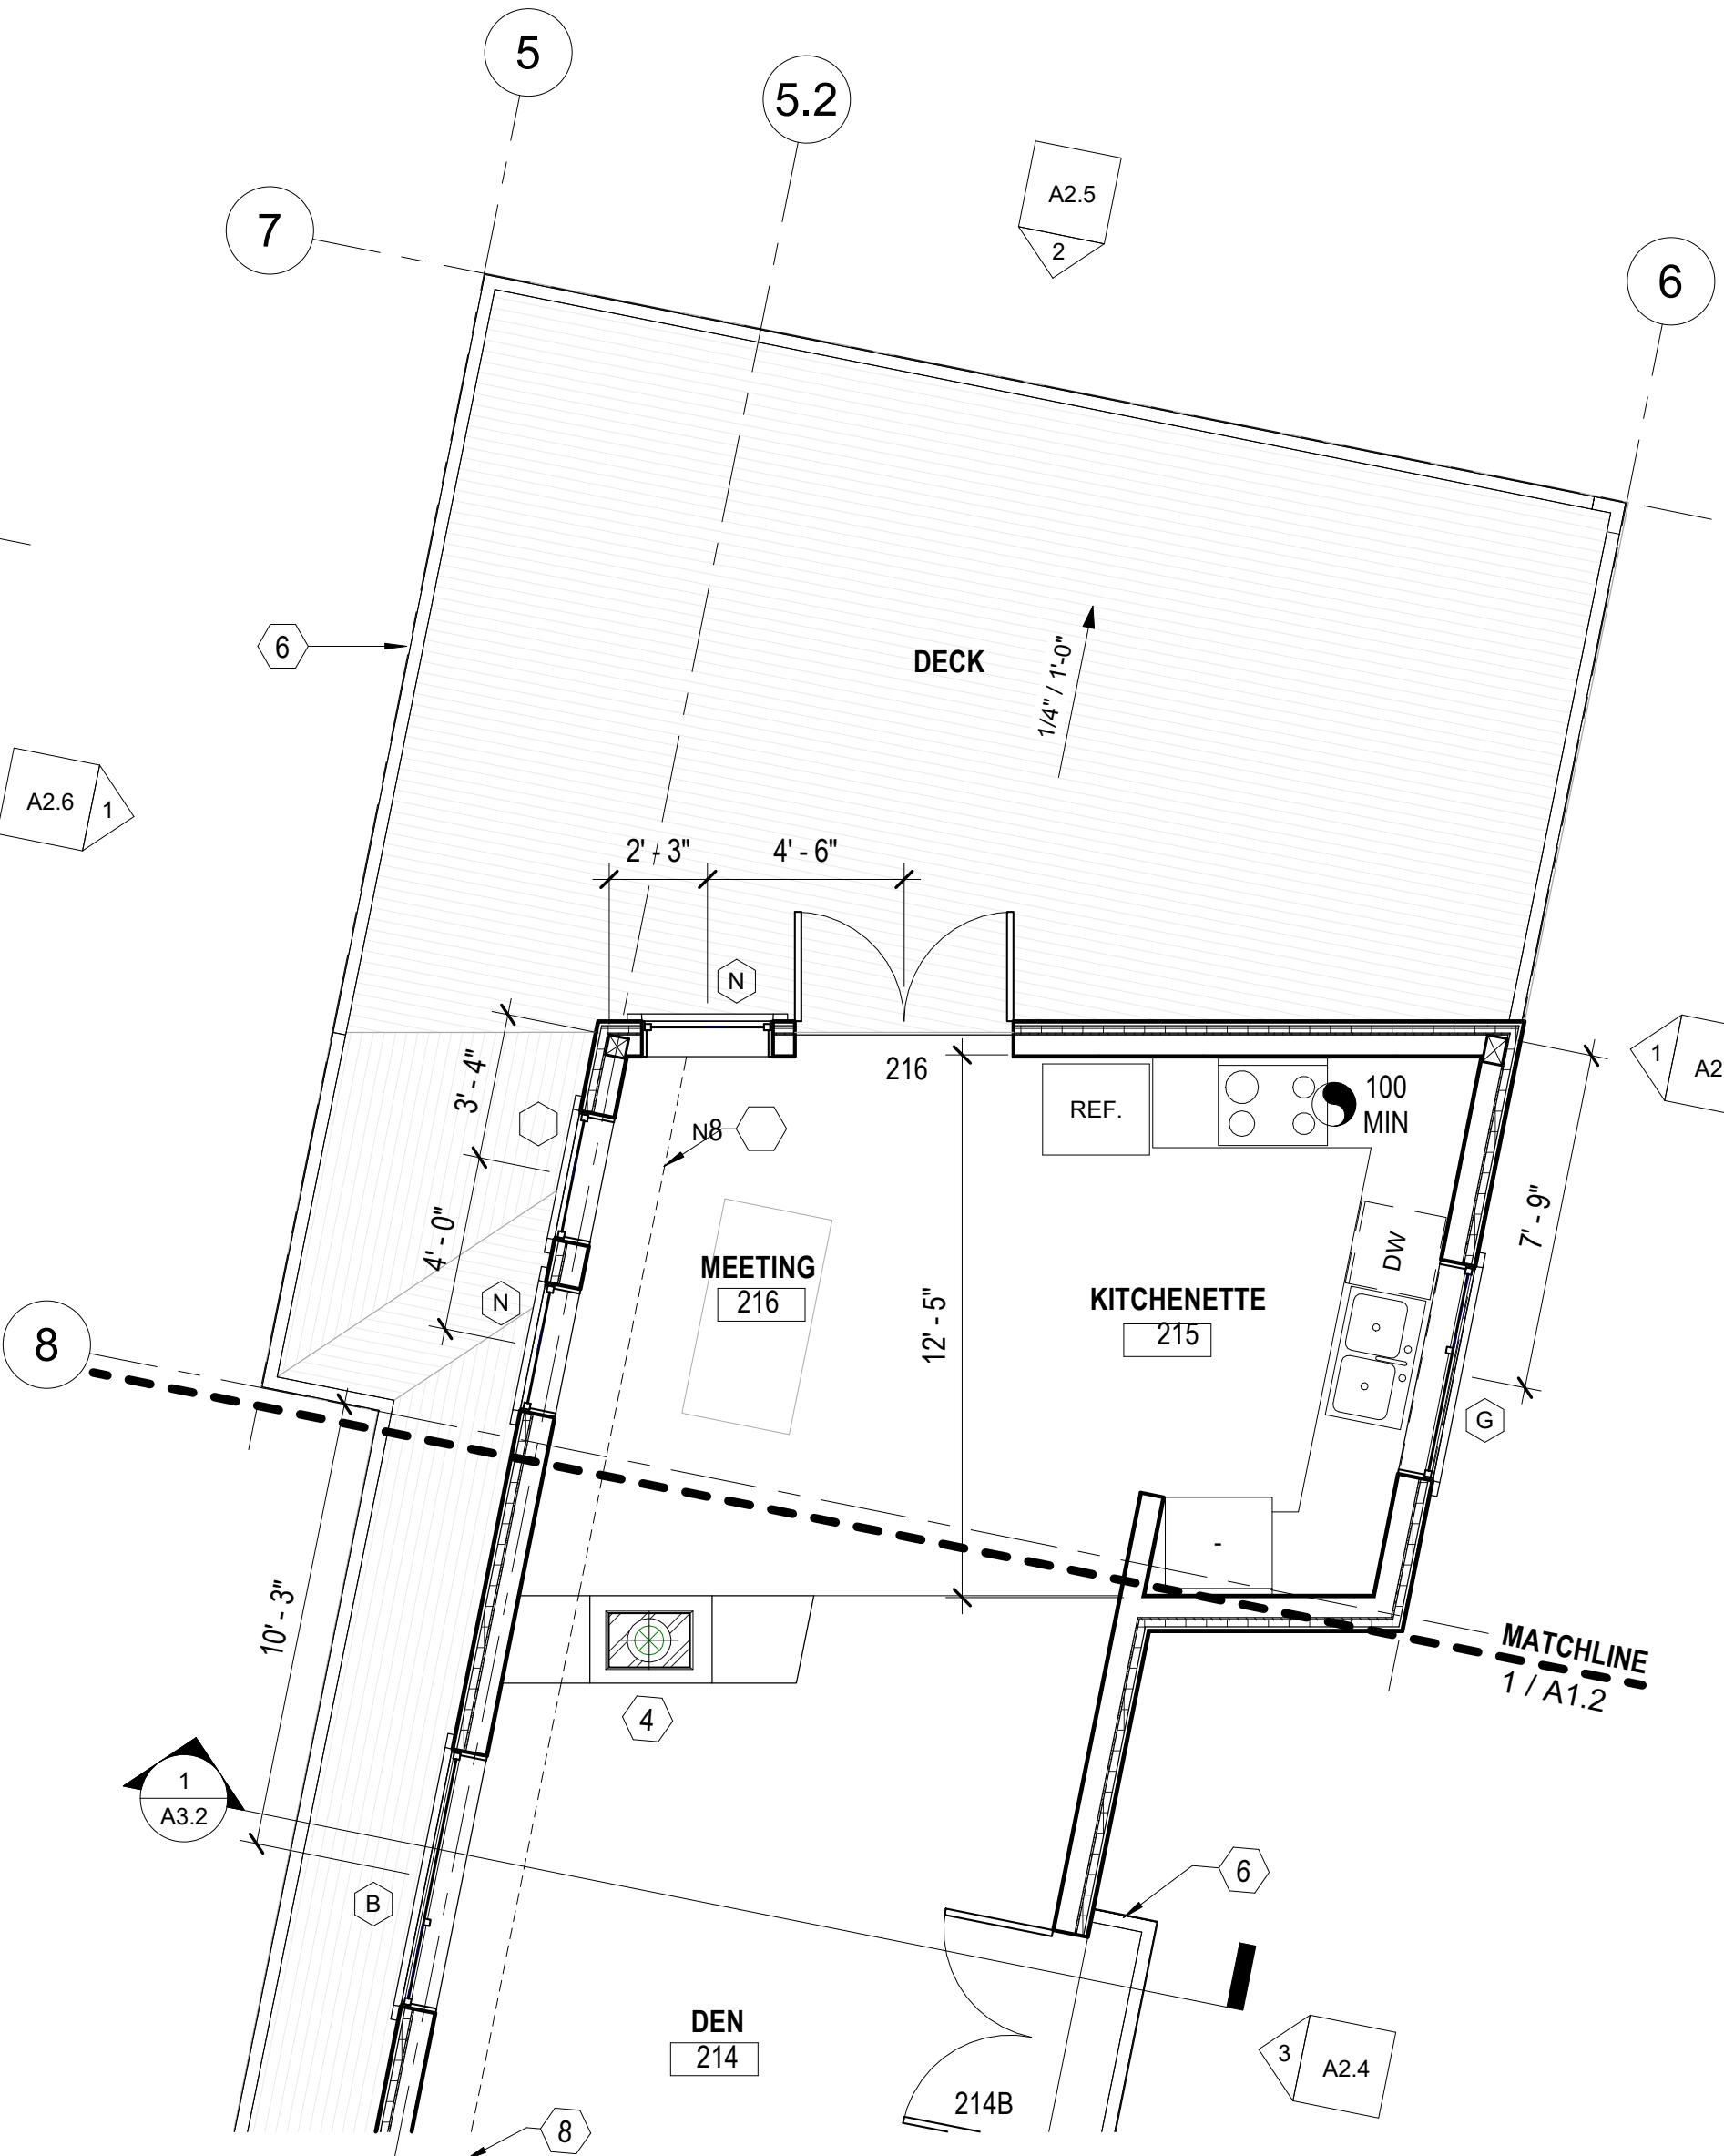 5
5.2
A2.5
2
7
6
DECK
1/4" / 1'-0"
6
A2.6
1
2' - 3"
4' - 6"
N
3' - 4"
216
REF.
100
MIN
1
A2
N8
4' - 0"
MEETING
216
KITCHENETTE
215
DW
7' - 9"
N
12' - 5"
8
G
-
10' - 3"
MATCHLINE
1 / A1.2
4
1
A3.2
6
B
DEN
214
3
A2.4
214B
8